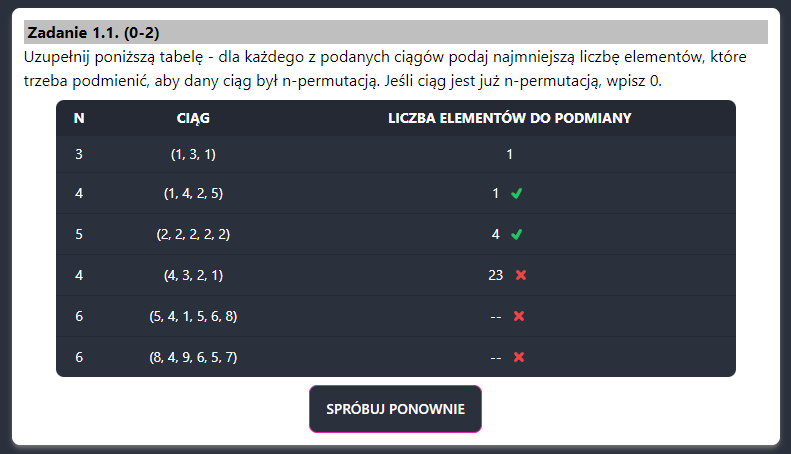 Zadanie 1.1. (0-2)
Uzupełnij poniższą tabelę - dla każdego z podanych ciągów podaj najmniejszą liczbę elementów, które
trzeba podmienić, aby dany ciąg był n-permutacją. Jeśli ciąg jest już n-permutacją, wpisz 0.
N CIĄG LICZBA ELEMENTÓW DO PODMIANY
3 (1, 3, 1) 1
4 (1, 4, 2, 5) 1
5 (2, 2, 2, 2, 2) 4
4 (4, 3, 2, 1) 23
6 (5, 4, 1, 5, 6, 8) --
6 (8, 4, 9, 6, 5, 7) --
SPRÓBUJ PONOWNIE